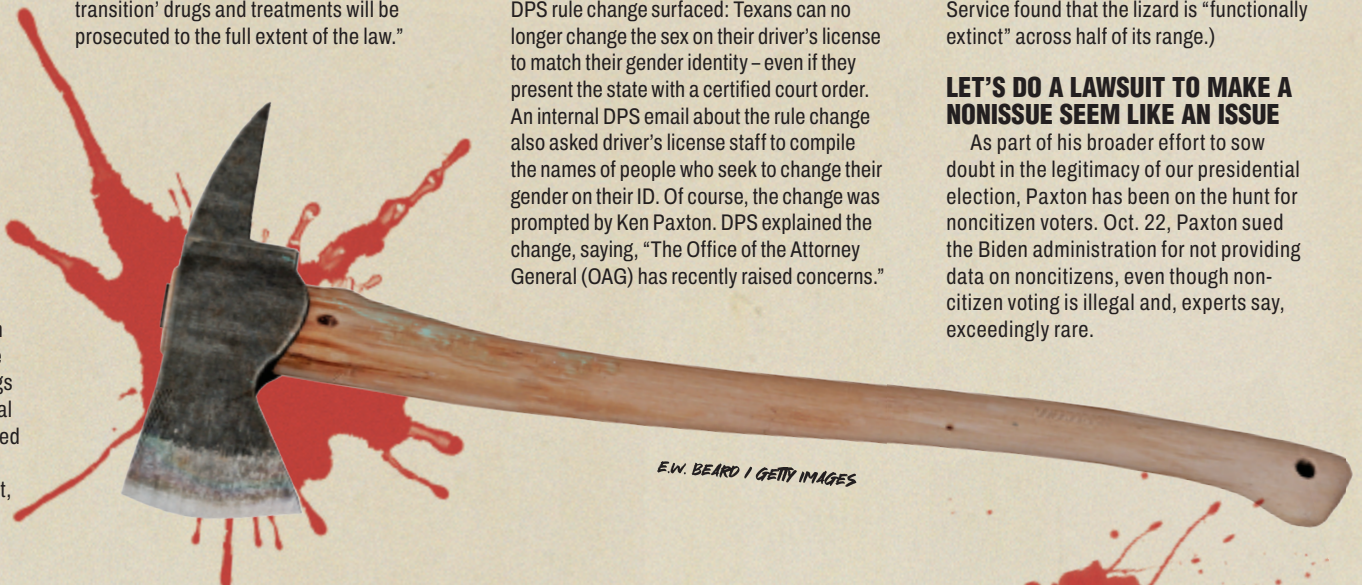 transition’ drugs and treatments will be
prosecuted to the full extent of the law.”
gs
al
ed
t,
DPS rule change surfaced: Texans can no
longer change the sex on their driver’s license
to match their gender identity – even if they
present the state with a certified court order.
An internal DPS email about the rule change
also asked driver’s license staff to compile
the names of people who seek to change their
gender on their ID. Of course, the change was
prompted by Ken Paxton. DPS explained the
change, saying, “The Office of the Attorney
General (OAG) has recently raised concerns.”
E.W. BEARD / GETTY IMAGES
Service found that the lizard is “functionally
extinct” across half of its range.)
LET’S DO A LAWSUIT TO MAKE A
NONISSUE SEEM LIKE AN ISSUE
As part of his broader effort to sow
doubt in the legitimacy of our presidential
election, Paxton has been on the hunt for
noncitizen voters. Oct. 22, Paxton sued
the Biden administration for not providing
data on noncitizens, even though non-
citizen voting is illegal and, experts say,
exceedingly rare.